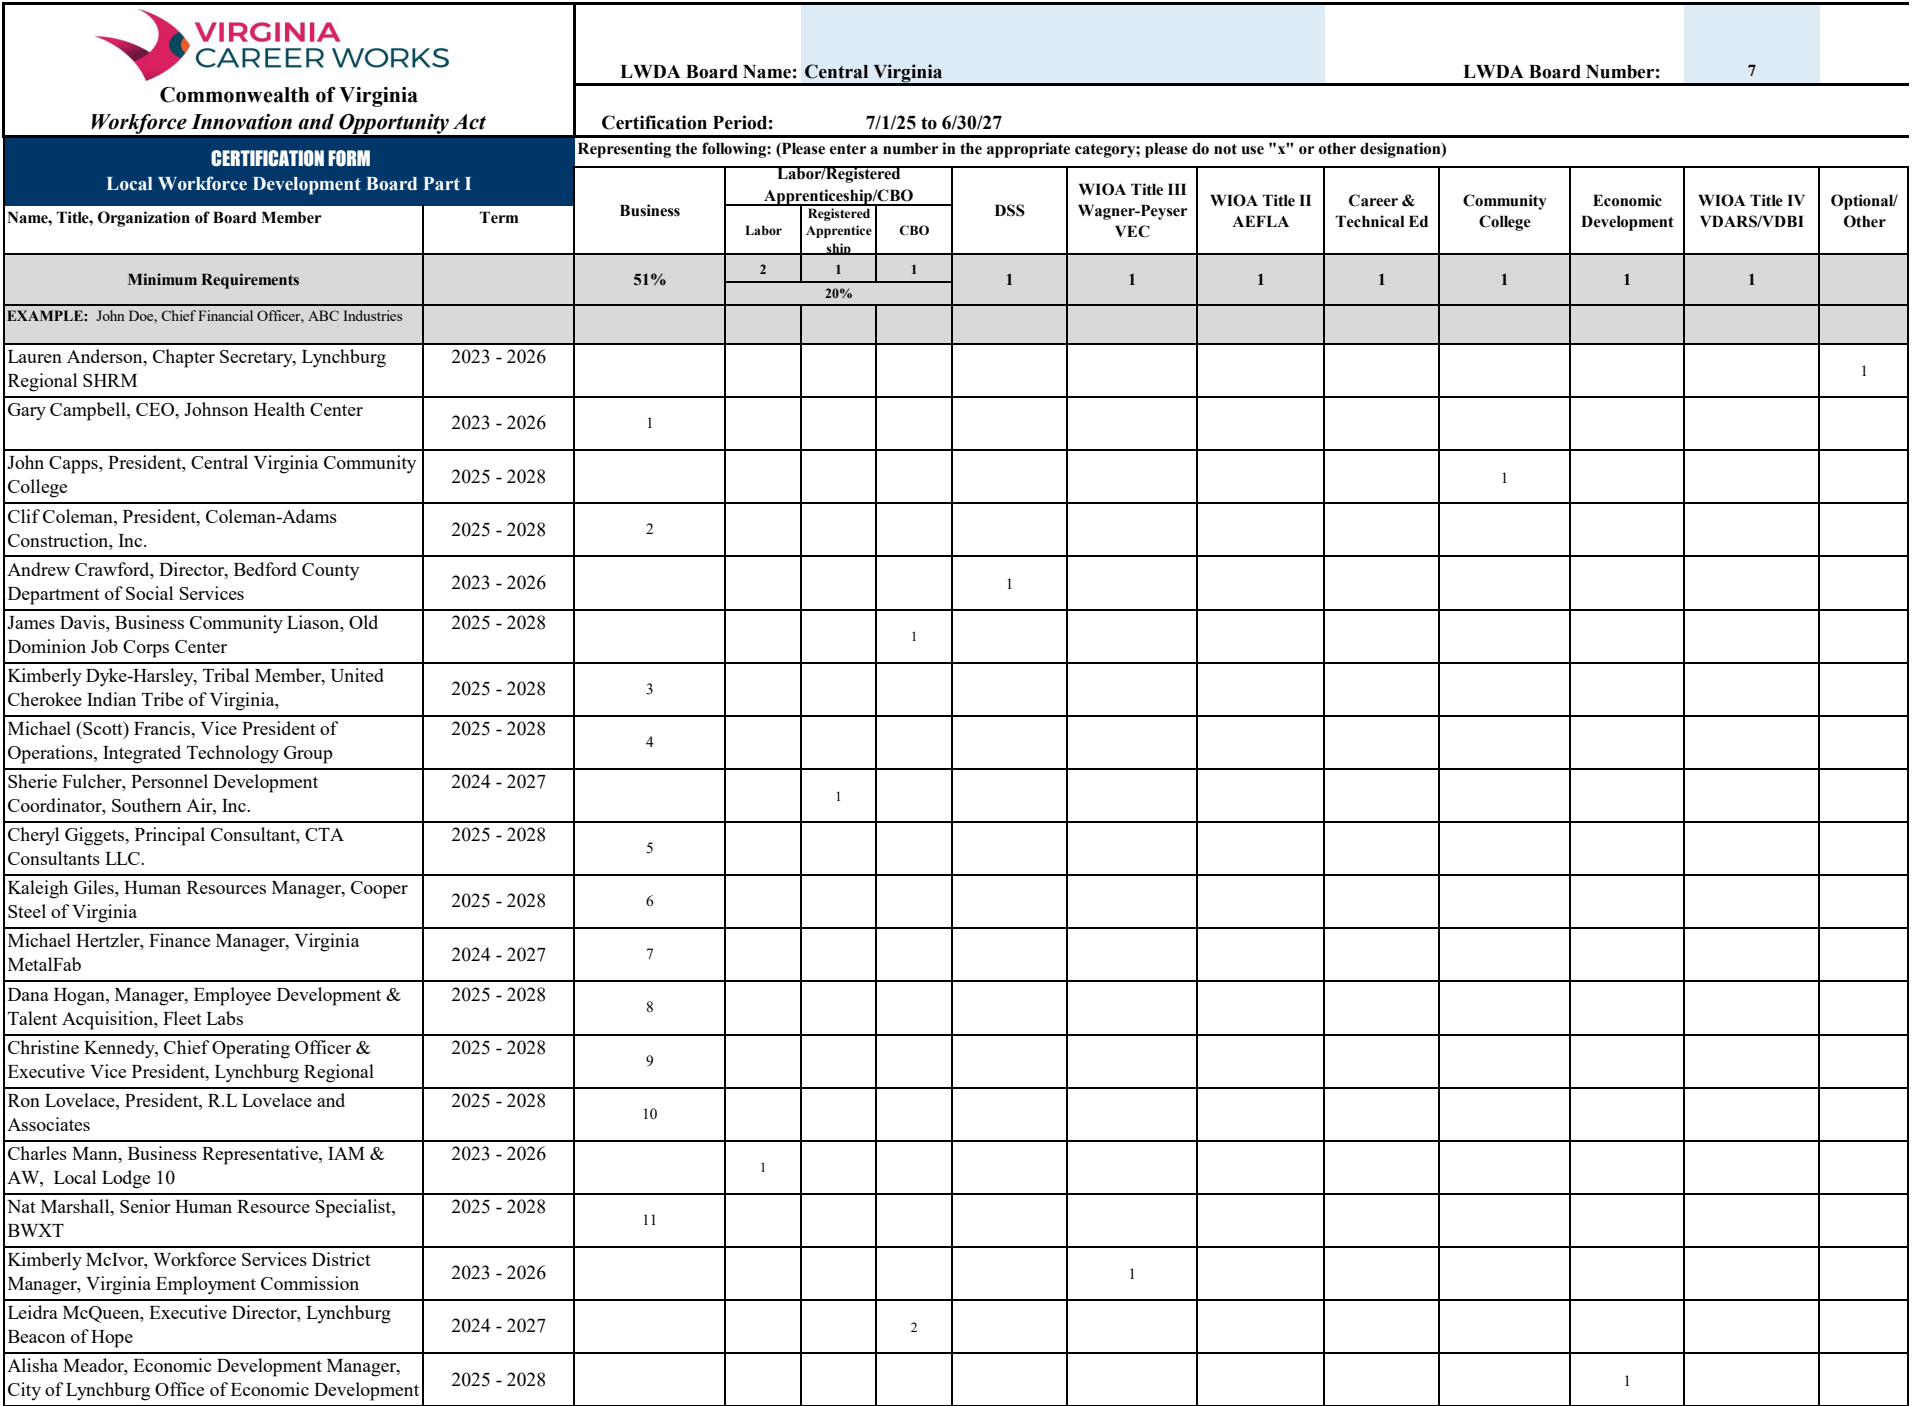 VIRGINIA
CAREER WORKS
Commonwealth of Virginia
Workforce Innovation and Opportunity Act
LWDA Board Name: Central Virginia LWDA Board Number: 7
Certification Period: 7/1/25 to 6/30/27
CERTIFICATION FORM
Local Workforce Development Board Part I
Representing the following: (Please enter a number in the appropriate category; please do not use "x" or other designation)
Name, Title, Organization of Board Member
Term
Business
Labor/Registered
Apprenticeship/CBO
Labor
Registered
Apprentice
ship
CBO
DSS
WIOA Title III
Wagner-Peyser
VEC
WIOA Title II
AEFLA
Career &
Technical Ed
Community
College
Economic
Development
WIOA Title IV
VDARS/VDBI
Optional/
Other
Minimum Requirements 51% 2 1 1 1 1 1 1 1 1 1
20%
EXAMPLE: John Doe, Chief Financial Officer, ABC Industries
Lauren Anderson, Chapter Secretary, Lynchburg 2023 - 2026
Regional SHRM 1
Gary Campbell, CEO, Johnson Health Center
2023 - 2026 1
John Capps, President, Central Virginia Community
College 2025 - 2028 1
Clif Coleman, President, Coleman-Adams
Construction, Inc. 2025 - 2028 2
Andrew Crawford, Director, Bedford County
Department of Social Services 2023 - 2026 1
James Davis, Business Community Liason, Old 2025 - 2028
Dominion Job Corps Center 1
Kimberly Dyke-Harsley, Tribal Member, United
Cherokee Indian Tribe of Virginia, 2025 - 2028 3
Michael (Scott) Francis, Vice President of 2025 - 2028
Operations, Integrated Technology Group 4
Sherie Fulcher, Personnel Development 2024 - 2027
Coordinator, Southern Air, Inc. 1
Cheryl Giggets, Principal Consultant, CTA 2025 - 2028
Consultants LLC. 5
Kaleigh Giles, Human Resources Manager, Cooper
Steel of Virginia 2025 - 2028 6
Michael Hertzler, Finance Manager, Virginia
MetalFab 2024 - 2027 7
Dana Hogan, Manager, Employee Development & 2025 - 2028
Talent Acquisition, Fleet Labs 8
Christine Kennedy, Chief Operating Officer & 2025 - 2028
Executive Vice President, Lynchburg Regional 9
Ron Lovelace, President, R.L Lovelace and 2025 - 2028
Associates 10
Charles Mann, Business Representative, IAM & 2023 - 2026
AW, Local Lodge 10 1
Nat Marshall, Senior Human Resource Specialist, 2025 - 2028
BWXT 11
Kimberly McIvor, Workforce Services District
Manager, Virginia Employment Commission 2023 - 2026 1
Leidra McQueen, Executive Director, Lynchburg
Beacon of Hope 2024 - 2027 2
Alisha Meador, Economic Development Manager,
City of Lynchburg Office of Economic Development 2025 - 2028 1